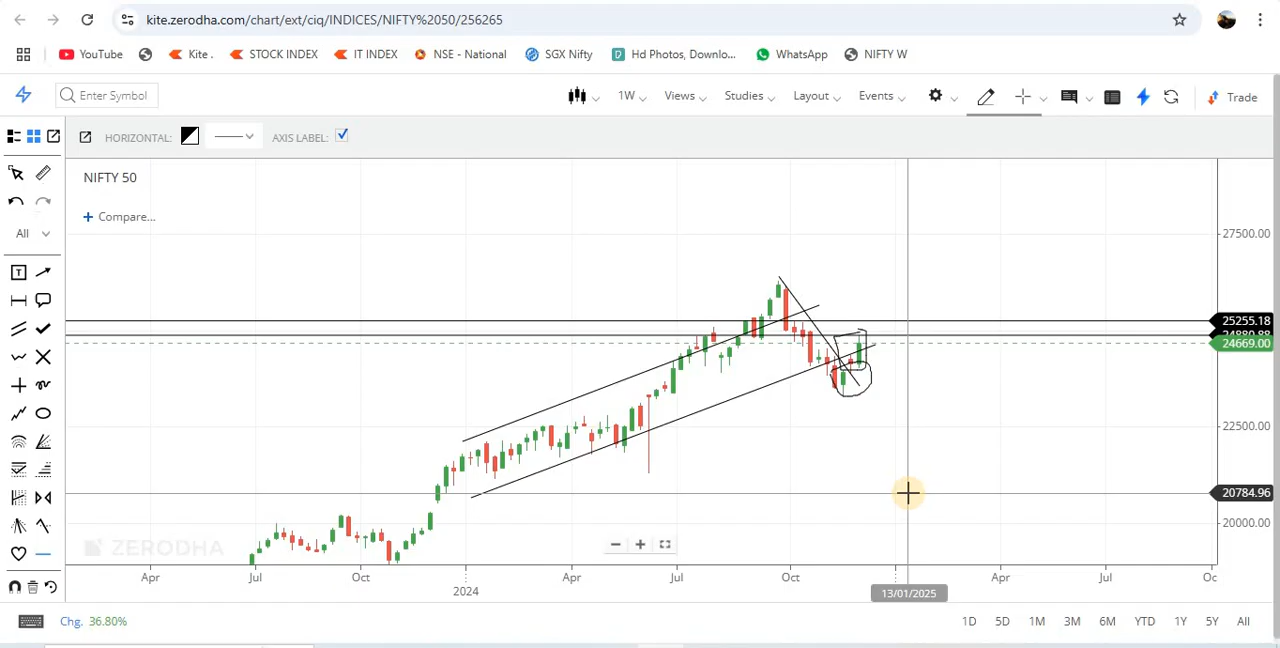 kite.zerodha.com/chart/ext/ciq/INDICES/NIFTY%2050/256265
YouTube Kite . STOCK INDEX IT INDEX NSE - National SGX Nifty Hd Photos, Downlo... WhatsApp NIFTY W
Enter Symbol 1W Views Studies Layout Events Trade
HORIZONTAL: AXIS LABEL:
NIFTY 50
Compare...
All
27500.00
25255.18
24669.00
22500.00
20784.96
20000.00
ZERODHA
Apr Jul Oct 2024 Apr Jul Oct Apr Jul Oc
13/01/2025
Chg. 36.80% 1D 5D 1M 3M 6M YTD 1Y 5Y All